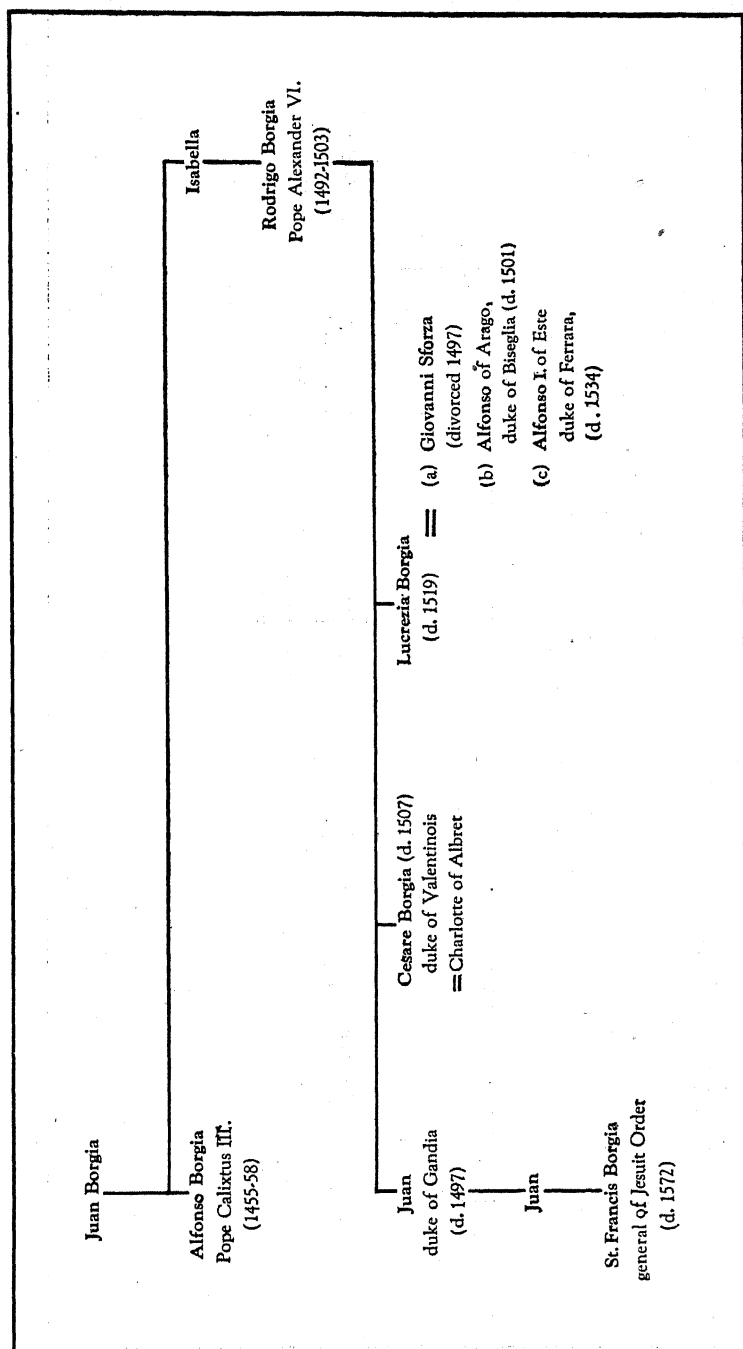 Juan Borgia
Alfonso Borgia
Pope Calixtus III.
(1455-58)
Isabella
Rodrigo Borgia
Pope Alexander VI.
(1492-1503)
Juan
duke of Gandia
(d. 1497)
Juan
St. Francis Borgia
general of Jesuit Order
(d. 1572)
Cesare Borgia (d. 1507)
duke of Valentinois
=Charlotte of Albret
Lucrezia Borgia
(d. 1519)
=
(a) Giovanni Sforza
(divorced 1497)
(b) Alfonso of Arago,
duke of Biseglia (d. 1501)
(c) Alfonso I. of Este
duke of Ferrara,
(d. 1534)